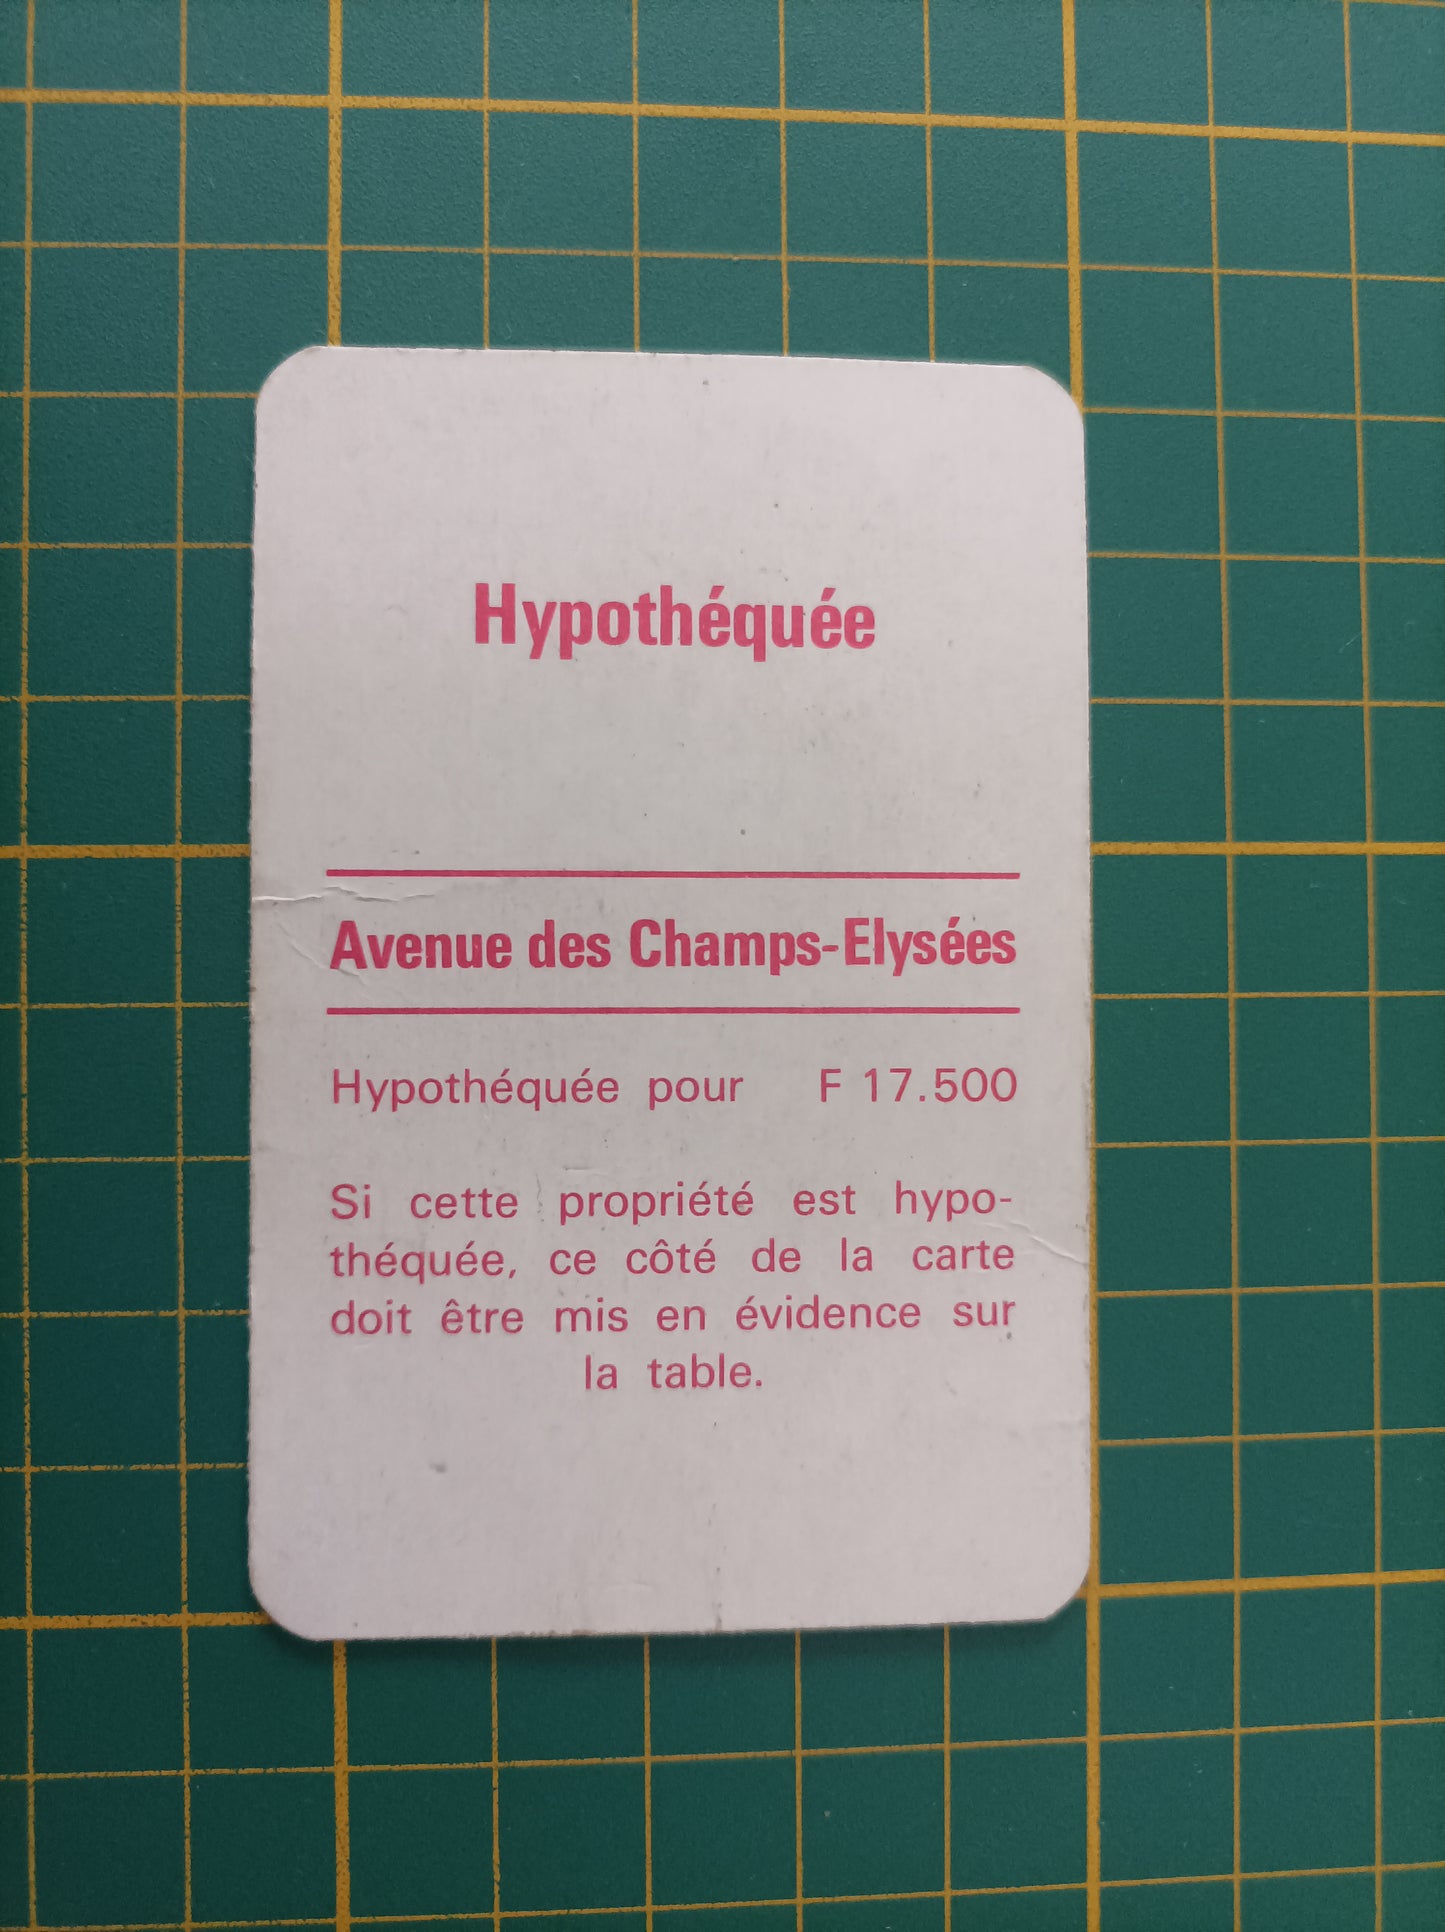 Hypothéquée
Avenue des Champs-Elysées
Hypothéquée pour F 17.500
Si cette propriété est hypo-
théquée, ce côté de la carte
doit être mis en évidence sur
la table.